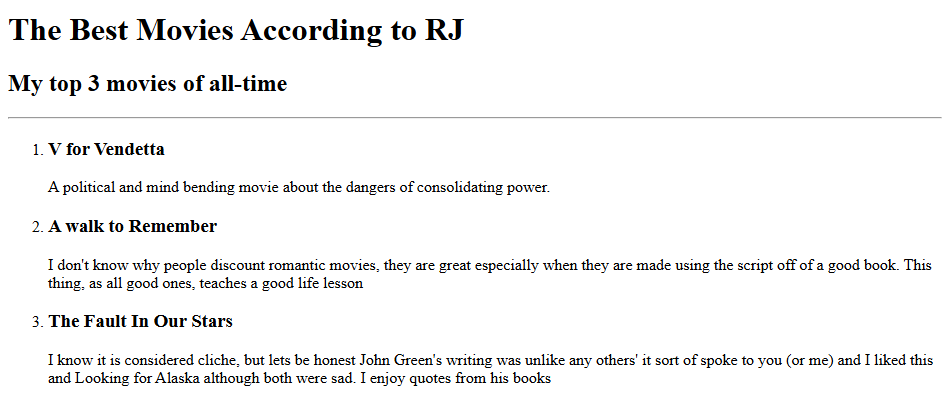 The Best Movies According to RJ
My top 3 movies of all-time
1. V for Vendetta
A political and mind bending movie about the dangers of consolidating power.
2. A walk to Remember
I don't know why people discount romantic movies, they are great especially when they are made using the script off of a good book. This
thing, as all good ones, teaches a good life lesson
3. The Fault In Our Stars
I know it is considered cliche, but lets be honest John Green's writing was unlike any others' it sort of spoke to you (or me) and I liked this
and Looking for Alaska although both were sad. I enjoy quotes from his books